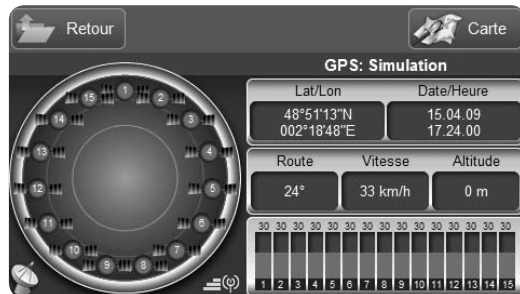 Retour
Carte
GPS: Simulation
Lat/Lon
Date/Heure
48°51'13"N
002°18'48"E
15.04.09
17.24.00
Route
Vitesse
Altitude
24°
33 km/h
0 m
1
2
3
4
5
6
7
8
9
10
11
12
13
14
15
30 30 30 30 30 30 30 30 30 30 30 30 30 30 30
1 2 3 4 5 6 7 8 9 10 11 12 13 14 15